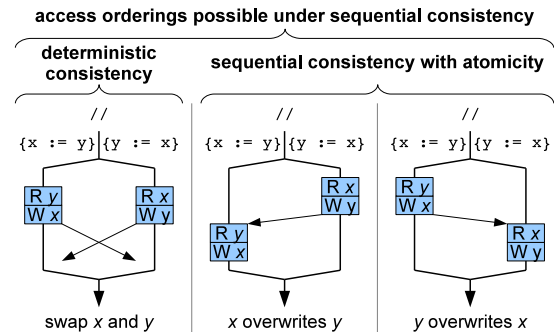 access orderings possible under sequential consistency
deterministic
consistency
sequential consistency with atomicity
//
{x := y} {y := x}
R y
W x
R x
W y
swap x and y
//
{x := y} {y := x}
R x
W y
R y
W x
x overwrites y
//
{x := y} {y := x}
R y
W x
R x
W y
y overwrites x